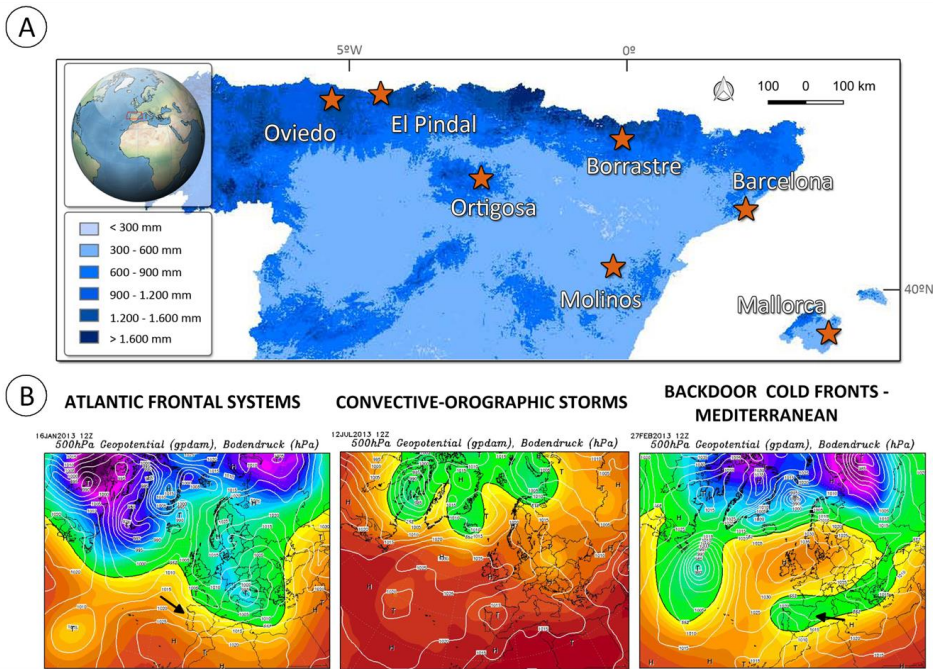 A
5ºW
0º
100 0 100 km
Oviedo
El Pindal
Borrastre
Barcelona
Ortigosa
Molinos
40ºN
Mallorca
< 300 mm
300 - 600 mm
600 - 900 mm
900 - 1.200 mm
1.200 - 1.600 mm
> 1.600 mm
B
ATLANTIC FRONTAL SYSTEMS
CONVECTIVE-OROGRAPHIC STORMS
BACKDOOR COLD FRONTS -
MEDITERRANEAN
16JAN2013 12Z
500hPa Geopotential (gpdam), Bodendruck (hPa)
12JUL2013 12Z
500hPa Geopotential (gpdam), Bodendruck (hPa)
27FEB2013 12Z
500hPa Geopotential (gpdam), Bodendruck (hPa)